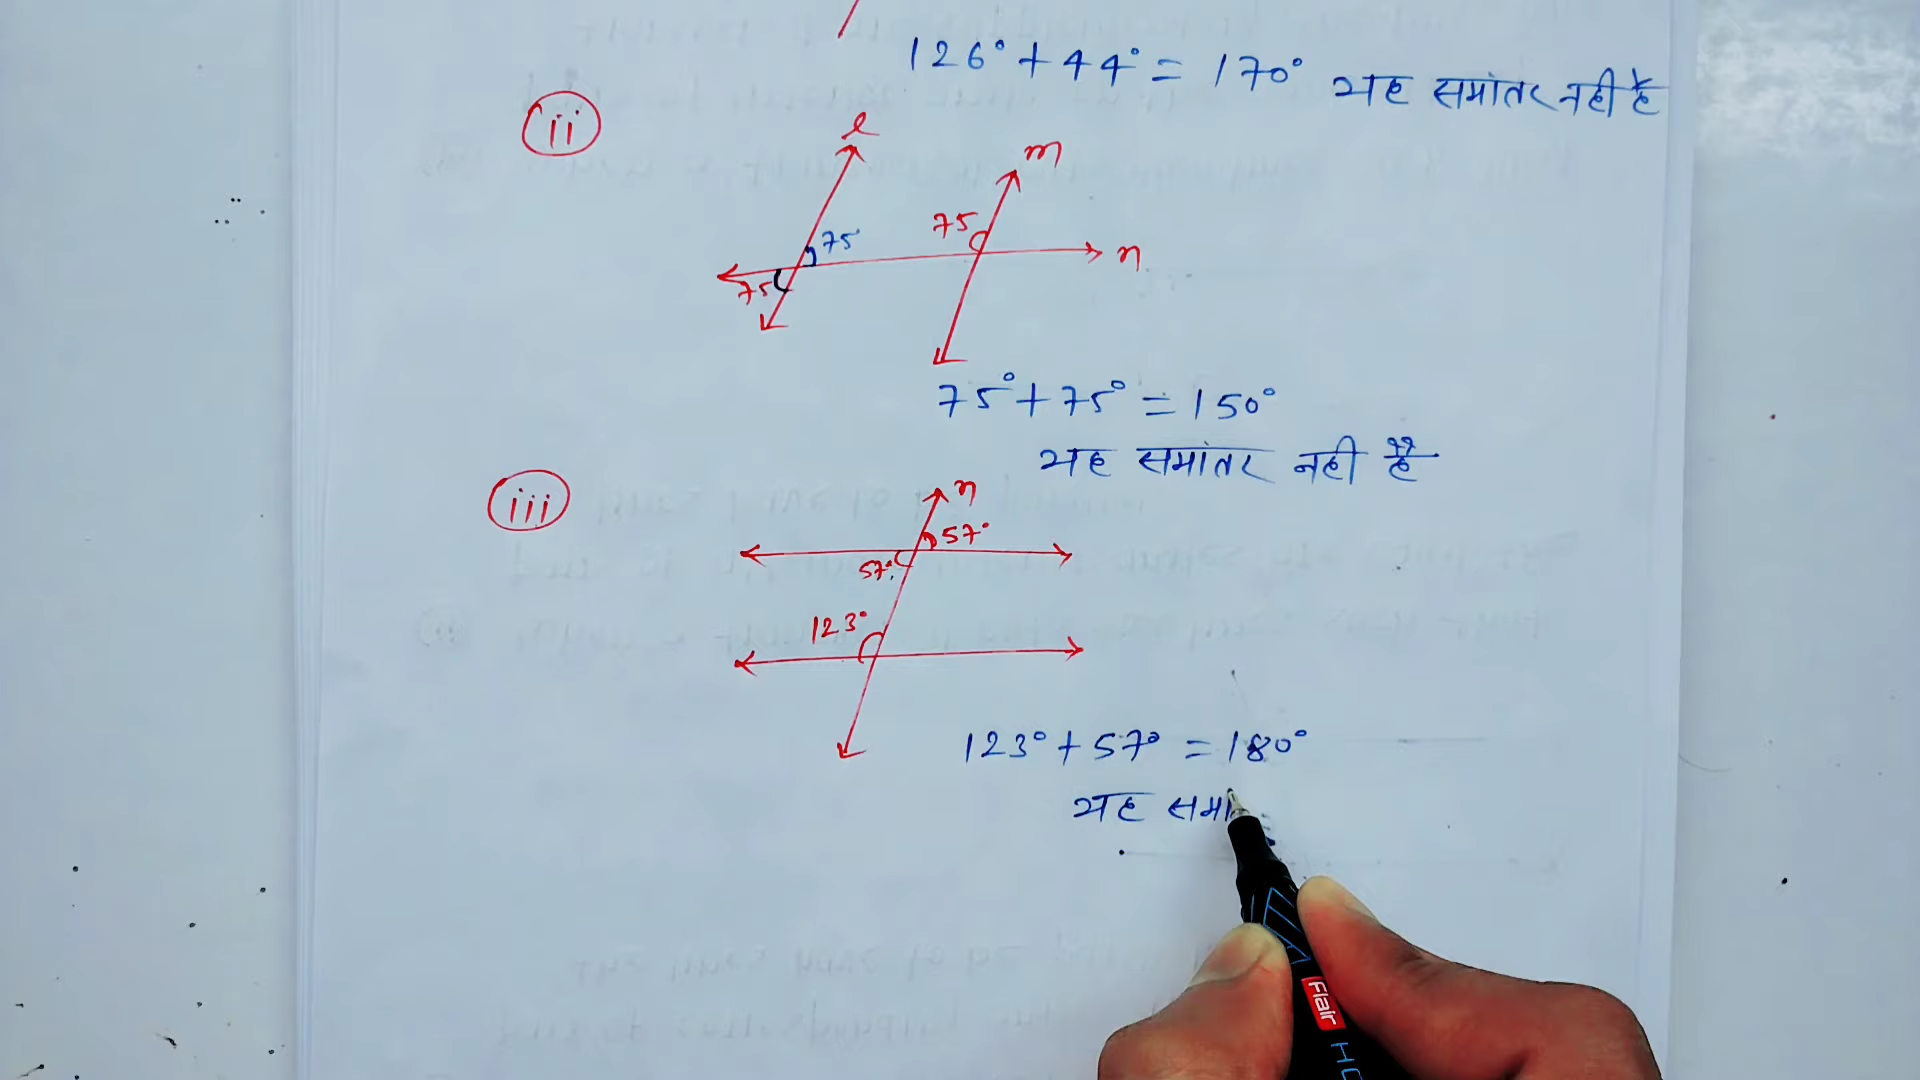 126° + 44° = 170° यह समांतर नही है
ii
l
m
75
75
n
75
75° + 75° = 150°
यह समांतर नही है
iii
n
57°
57°
123°
123° + 57° = 180°
यह समा
Flair